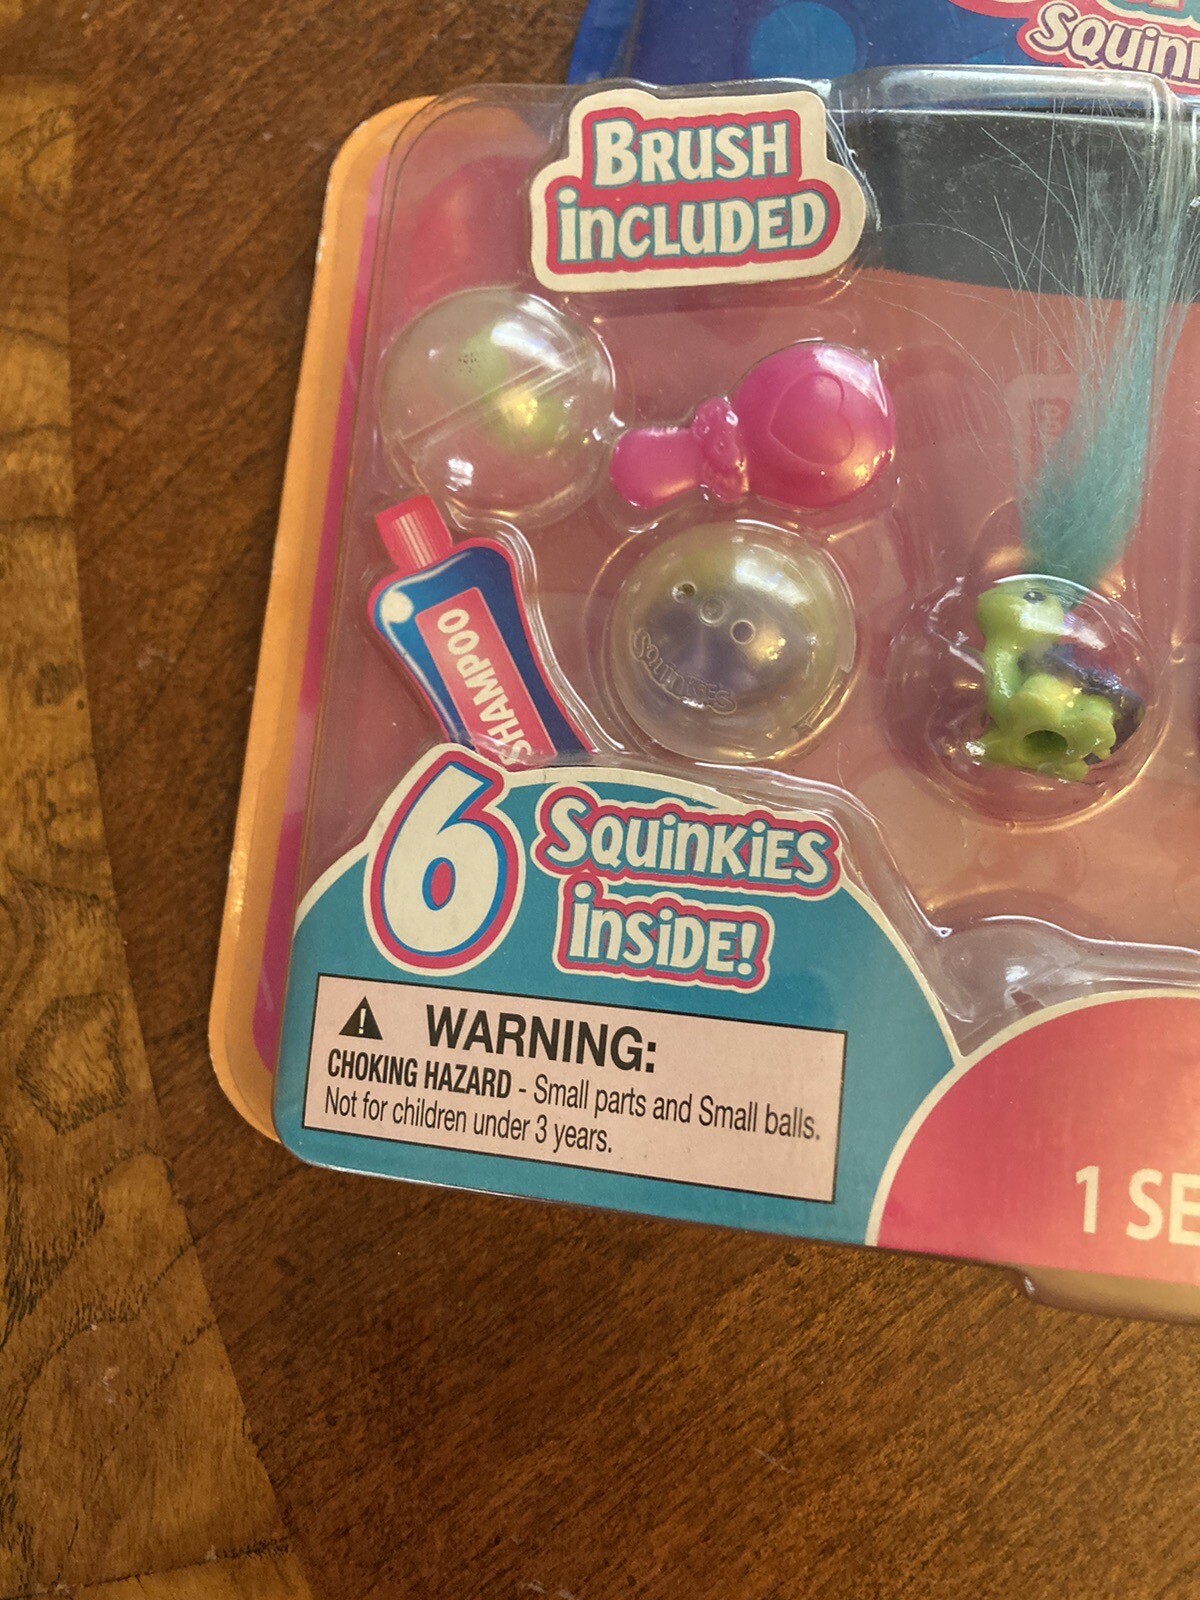 SQUIN
BRUSH
INCLUDED
SHAMPOO
SQUINKIES
6
SQUINKIES
INSIDE!
WARNING:
CHOKING HAZARD - Small parts and Small balls.
Not for children under 3 years.
1 SE